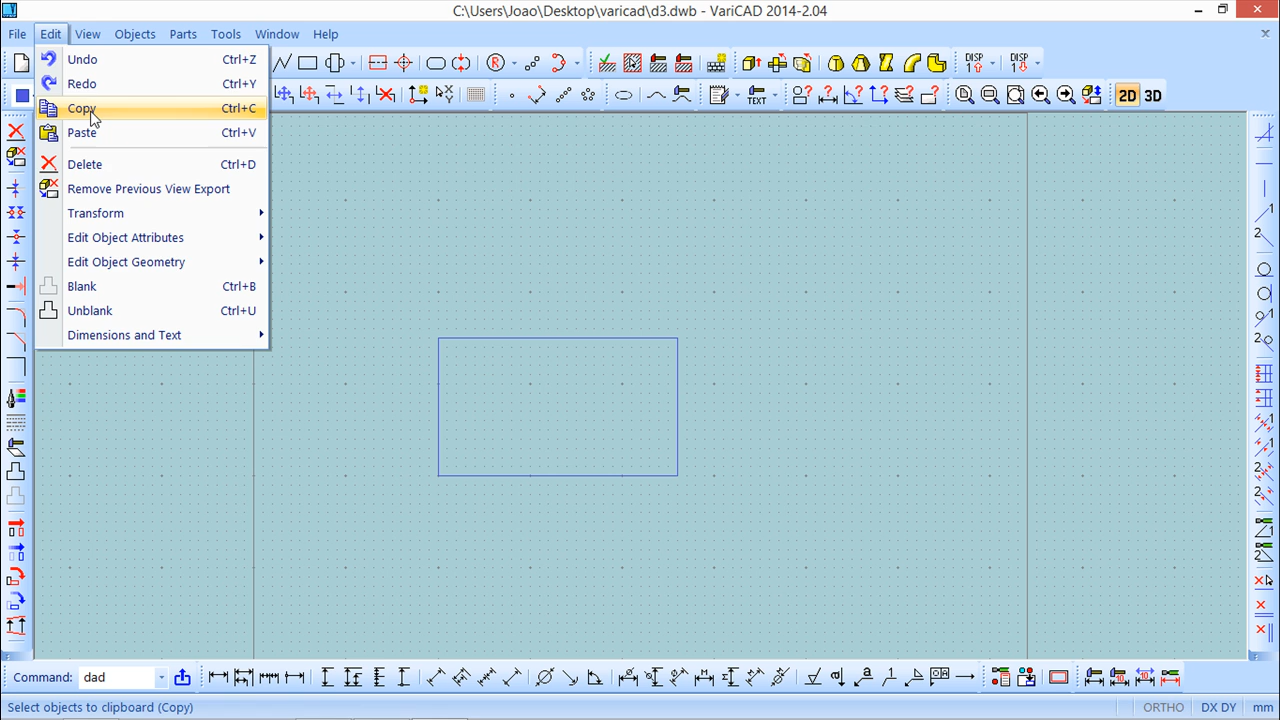 C:\Users\Joao\Desktop\varicad\d3.dwb - VariCAD 2014-2.04
File Edit View Objects Parts Tools Window Help
Undo Ctrl+Z
Redo Ctrl+Y
Copy Ctrl+C
Paste Ctrl+V
Delete Ctrl+D
Remove Previous View Export
Transform
Edit Object Attributes
Edit Object Geometry
Blank Ctrl+B
Unblank Ctrl+U
Dimensions and Text
DISP DISP
TEXT 2D 3D
Command: dad
Select objects to clipboard (Copy) ORTHO DX DY mm